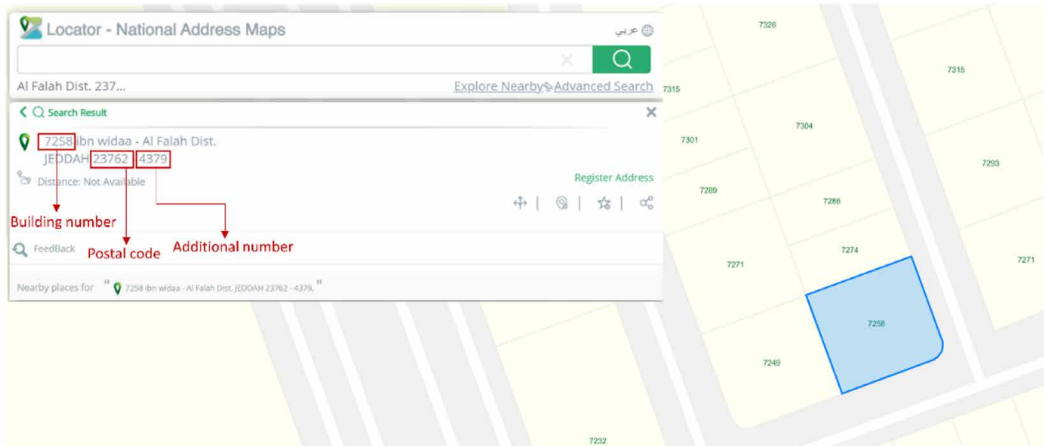 Locator - National Address Maps
عربي
Al Falah Dist. 237...
Explore Nearby Advanced Search
Search Result
7258 ibn widaa - Al Falah Dist.
JEDDAH 23762 - 4379
Distance: Not Available
Register Address
Building number
Postal code
Additional number
FeedBack
Nearby places for " 7258 ibn widaa - Al Falah Dist, JEDDAH 23762 - 4379, "
7326
7315
7315
7304
7301
7293
7289
7286
7274
7271
7271
7258
7249
7232